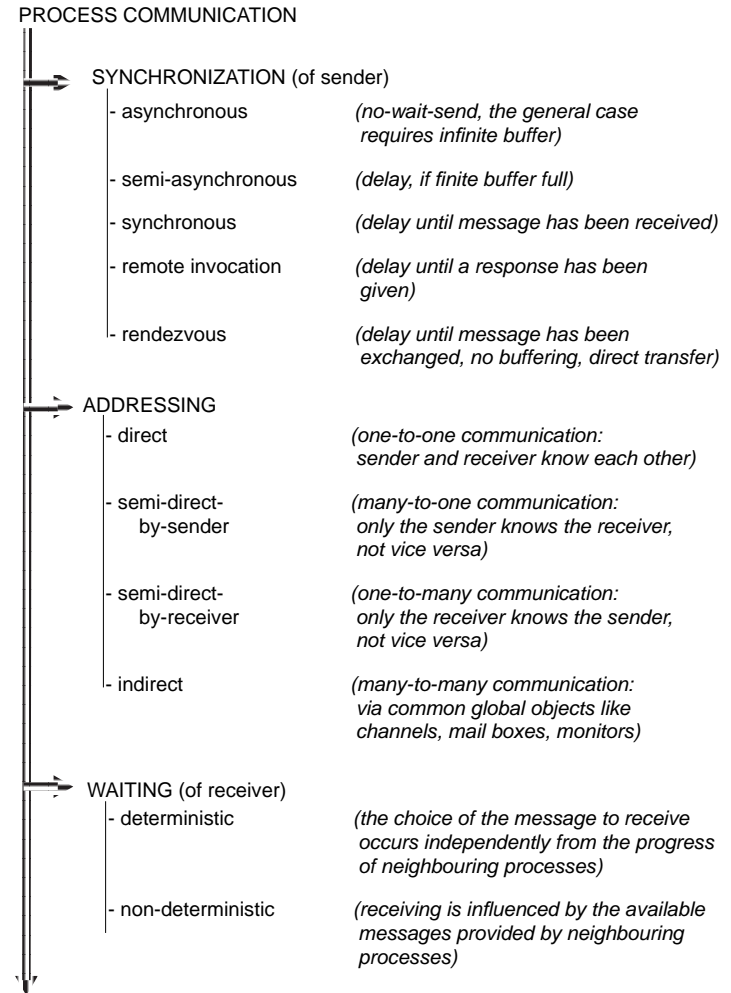 PROCESS COMMUNICATION
SYNCHRONIZATION (of sender)
- asynchronous (no-wait-send, the general case
requires infinite buffer)
- semi-asynchronous (delay, if finite buffer full)
- synchronous (delay until message has been received)
- remote invocation (delay until a response has been
given)
- rendezvous (delay until message has been
exchanged, no buffering, direct transfer)
ADDRESSING
- direct (one-to-one communication:
sender and receiver know each other)
- semi-direct- (many-to-one communication:
by-sender only the sender knows the receiver,
not vice versa)
- semi-direct- (one-to-many communication:
by-receiver only the receiver knows the sender,
not vice versa)
- indirect (many-to-many communication:
via common global objects like
channels, mail boxes, monitors)
WAITING (of receiver)
- deterministic (the choice of the message to receive
occurs independently from the progress
of neighbouring processes)
- non-deterministic (receiving is influenced by the available
messages provided by neighbouring
processes)